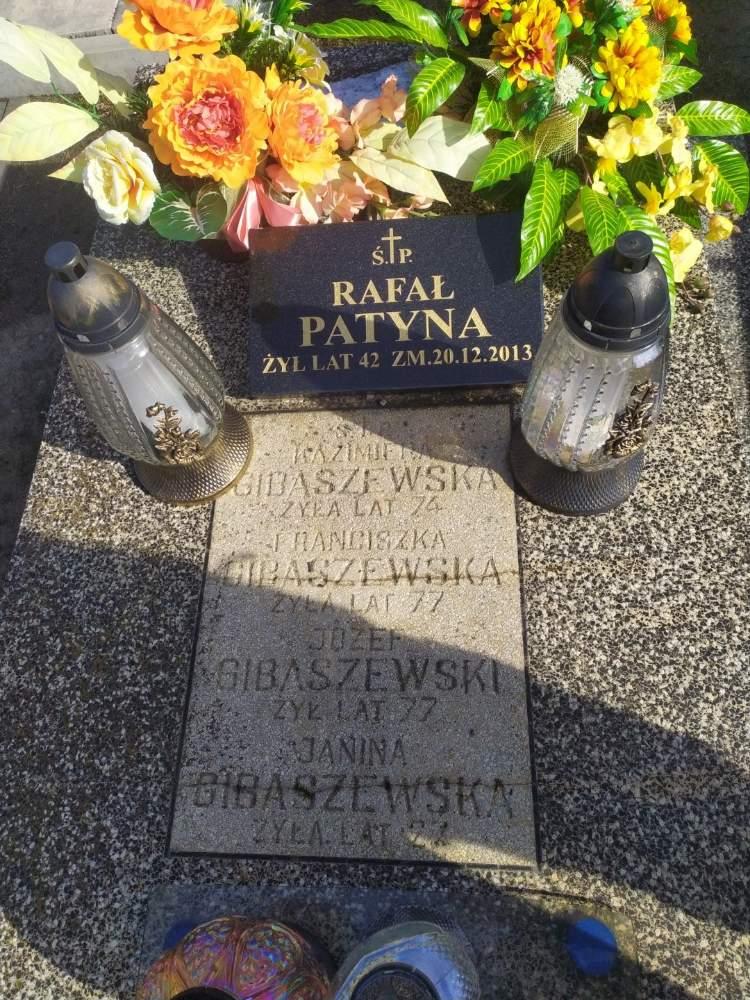 Ś. P.
RAFAŁ
PATYNA
ŻYŁ LAT 42 ZM.20.12.2013
GIBASZEWSKA
ŻYŁA LAT 74
FRANCISZKA
GIBASZEWSKA
ŻYŁA LAT 77
JÓZEF
GIBASZEWSKI
ŻYŁ LAT 77
JANINA
GIBASZEWSKA
ŻYŁA LAT